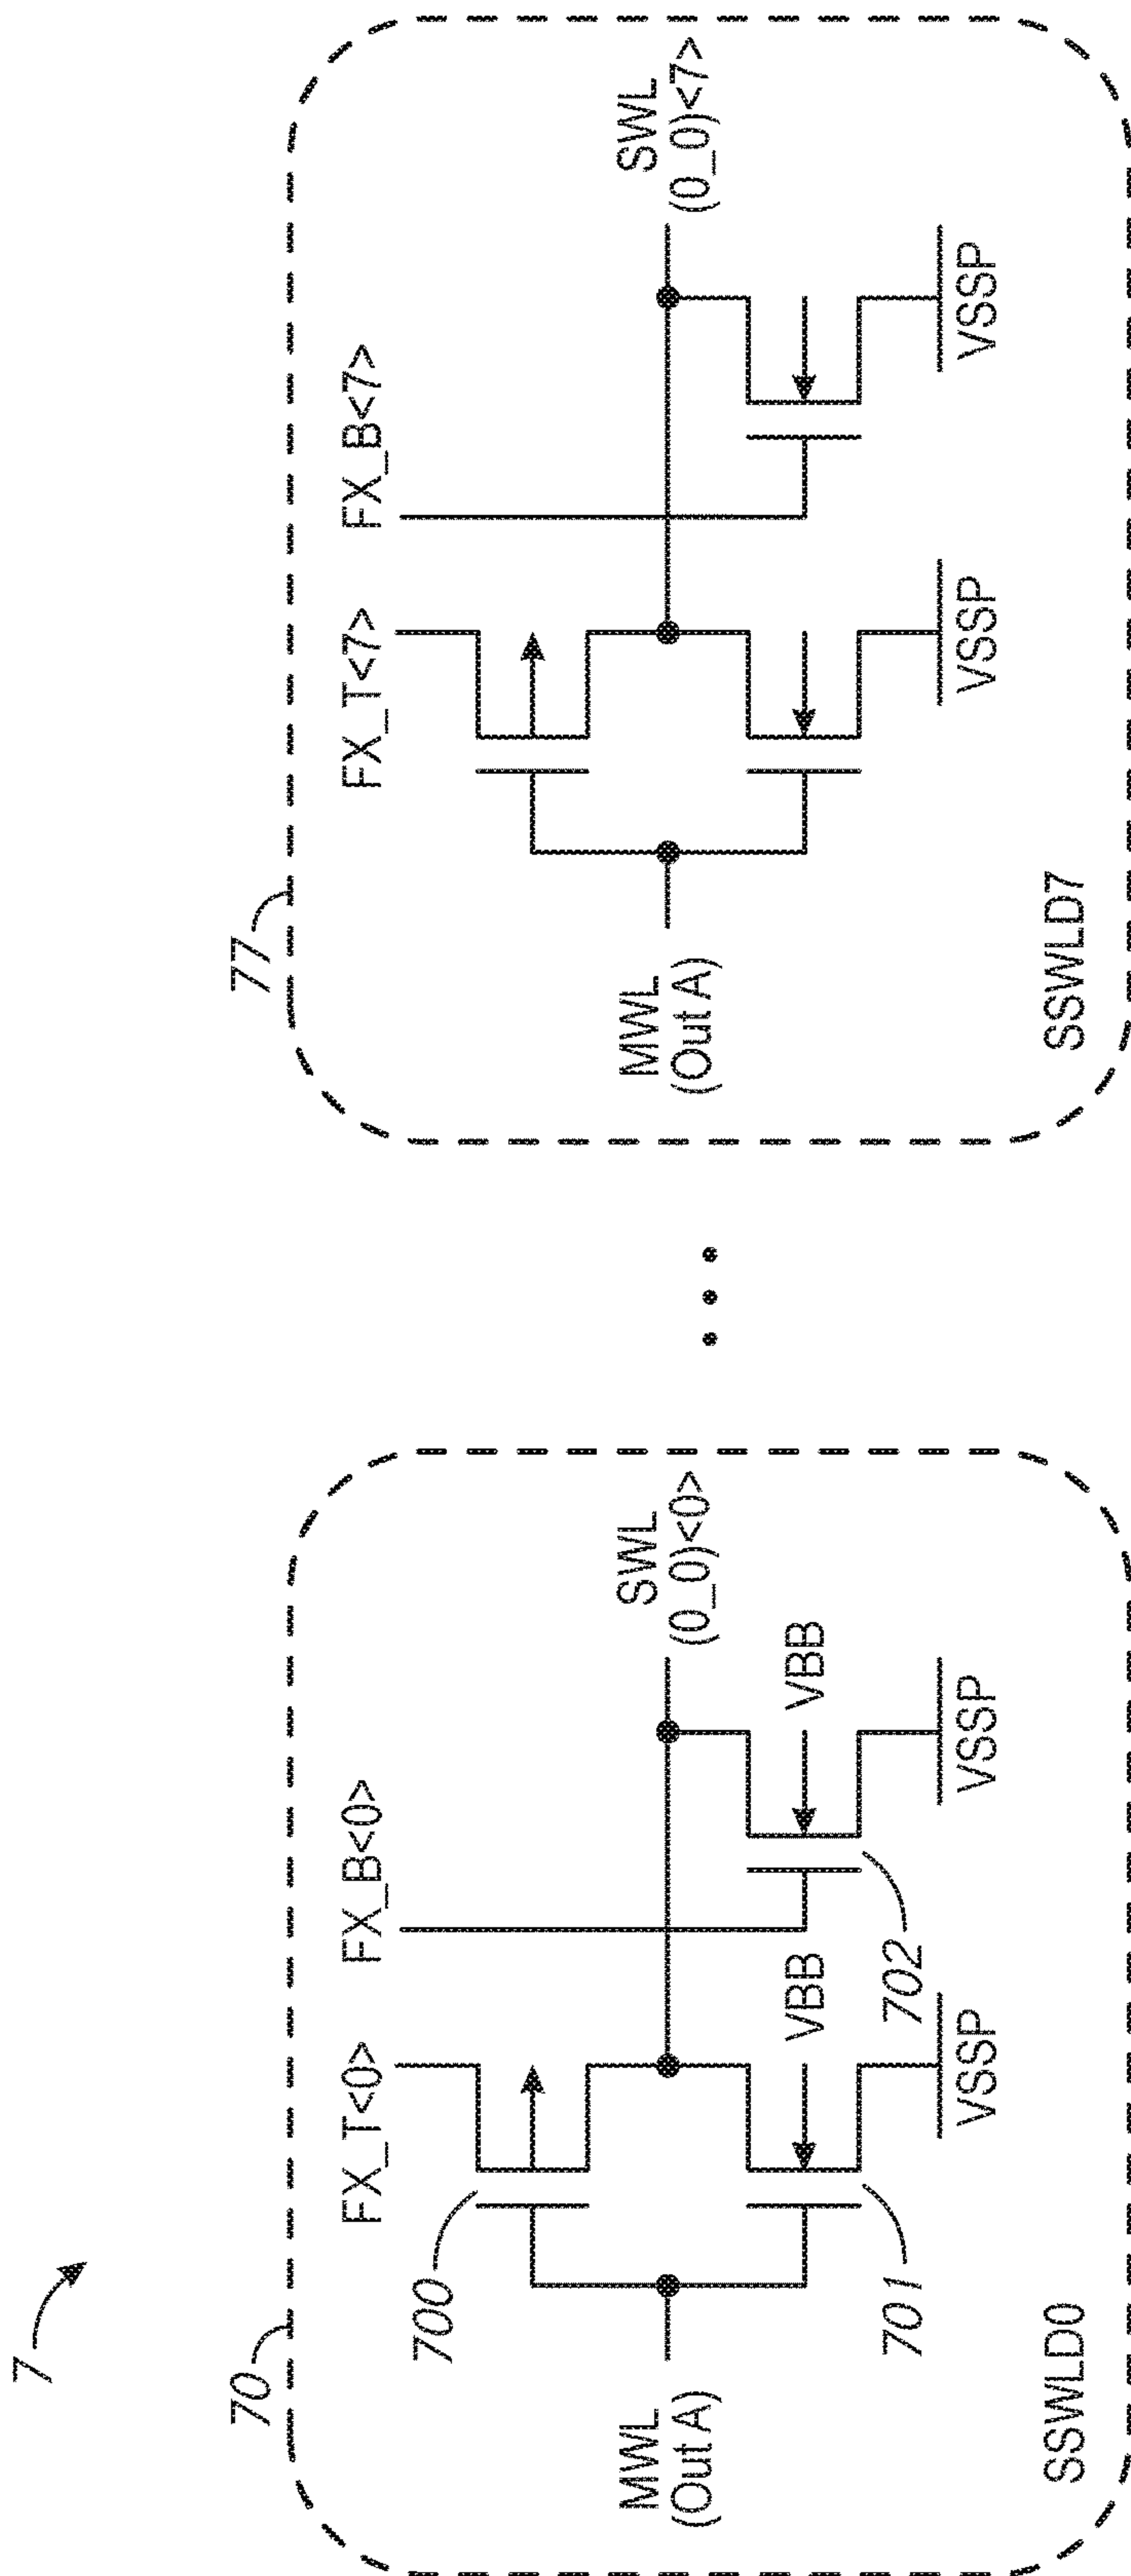 7
70
FX_T<0>
FX_B<0>
700
MWL
(Out A)
SWL
(0_0)<0>
VBB
VBB
701
702
VSSP
VSSP
SSWLD0
77
FX_T<7>
FX_B<7>
MWL
(Out A)
SWL
(0_0)<7>
VSSP
VSSP
SSWLD7